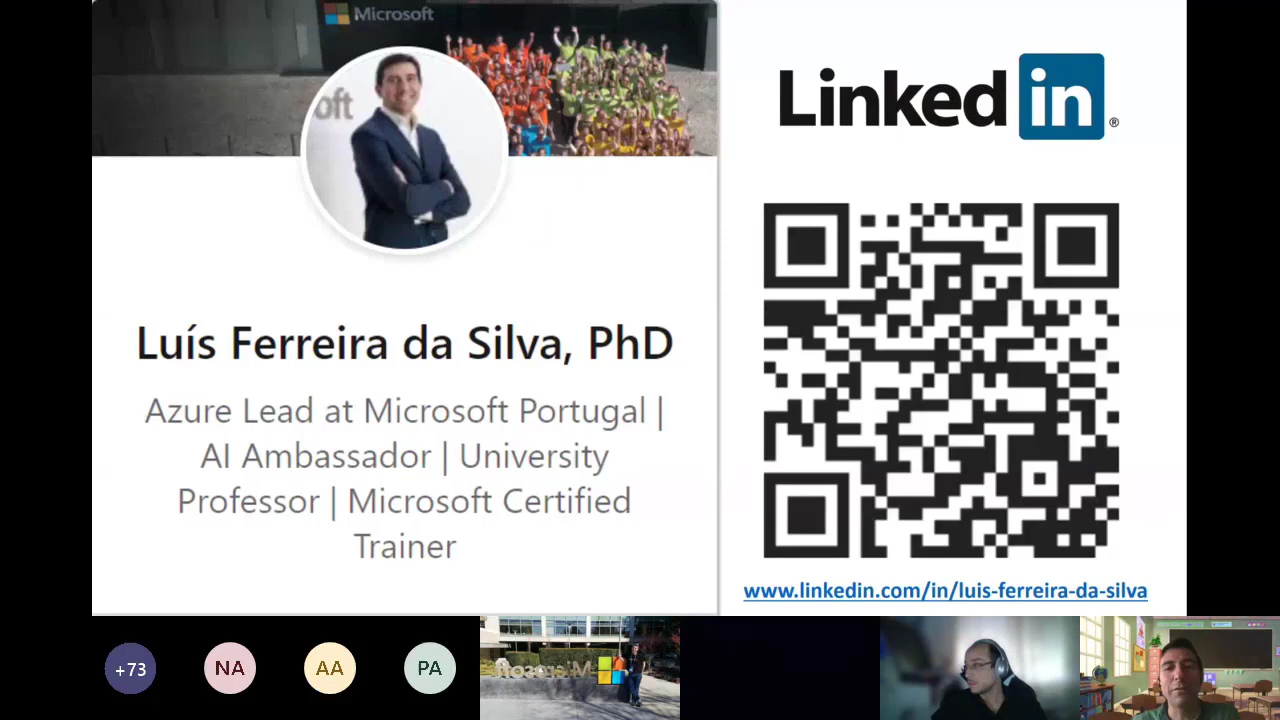 Microsoft
oft
Linked in®
Luís Ferreira da Silva, PhD
Azure Lead at Microsoft Portugal |
AI Ambassador | University
Professor | Microsoft Certified
Trainer
www.linkedin.com/in/luis-ferreira-da-silva
+73
NA
AA
PA
Microsoft